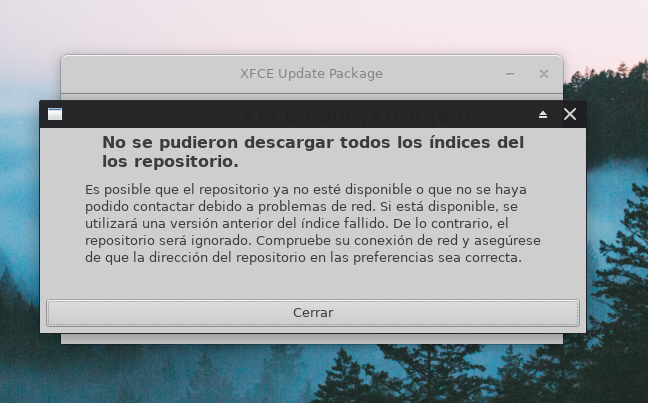 XFCE Update Package
XFCE PolicyKit Agent
No se pudieron descargar todos los índices del
los repositorio.
Es posible que el repositorio ya no esté disponible o que no se haya
podido contactar debido a problemas de red. Si está disponible, se
utilizará una versión anterior del índice fallido. De lo contrario, el
repositorio será ignorado. Compruebe su conexión de red y asegúrese
de que la dirección del repositorio en las preferencias sea correcta.
Cerrar